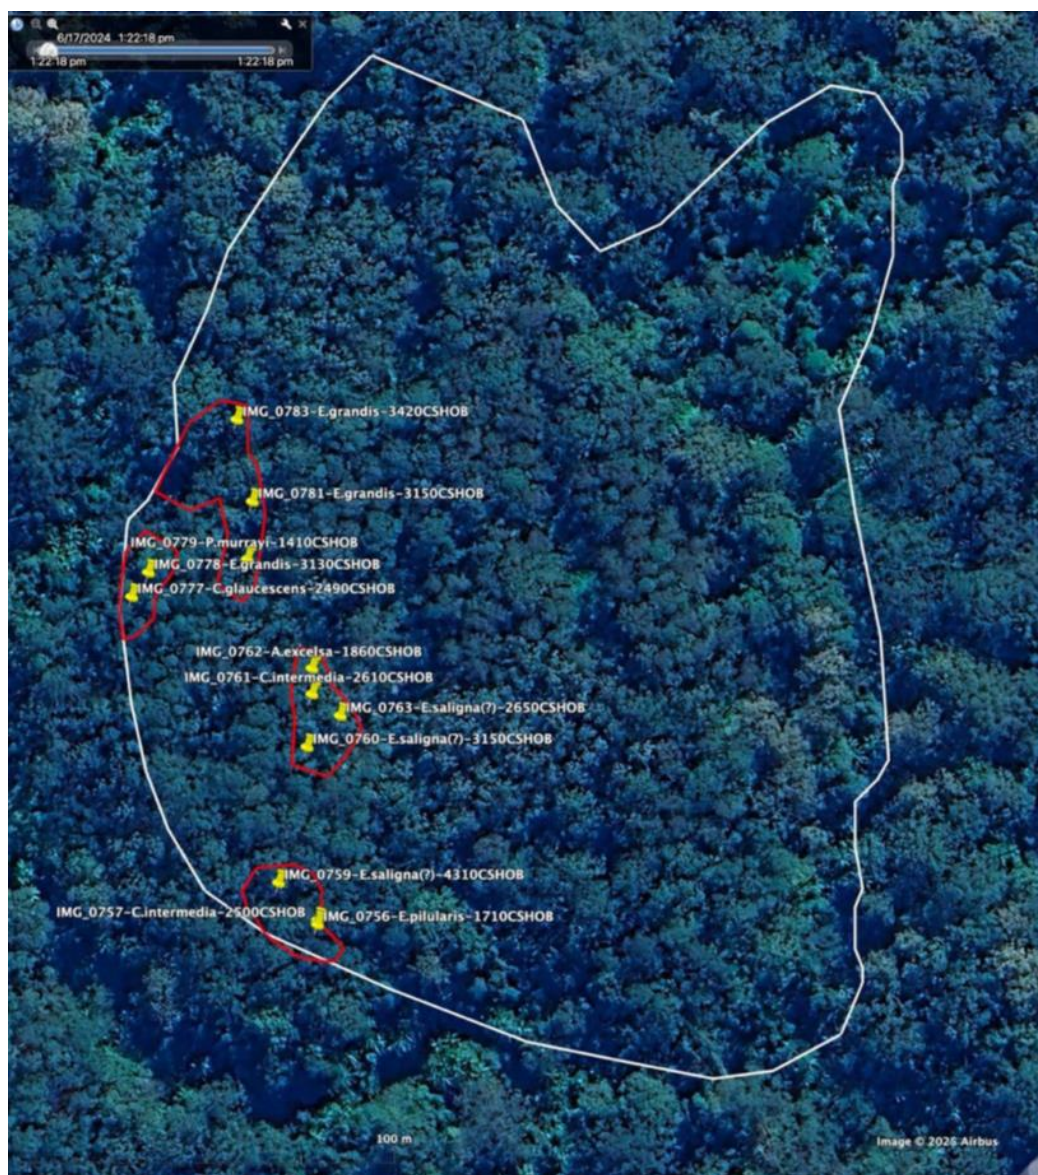 6/17/2024 1:22:18 pm
1:22:18 pm 1:22:18 pm
IMG_0783-E.grandis-3420CSHOB
IMG_0781-E.grandis-3150CSHOB
IMG_0779-P.murrayi-1410CSHOB
IMG_0778-E.grandis-3130CSHOB
IMG_0777-C.glaucescens-2490CSHOB
IMG_0762-A.excelsa-1860CSHOB
IMG_0761-C.intermedia-2610CSHOB
IMG_0763-E.saligna(?)-2650CSHOB
IMG_0760-E.saligna(?)-3150CSHOB
IMG_0759-E.saligna(?)-4310CSHOB
IMG_0757-C.intermedia-2500CSHOB
IMG_0756-E.pilularis-1710CSHOB
100 m
Image © 2025 Airbus